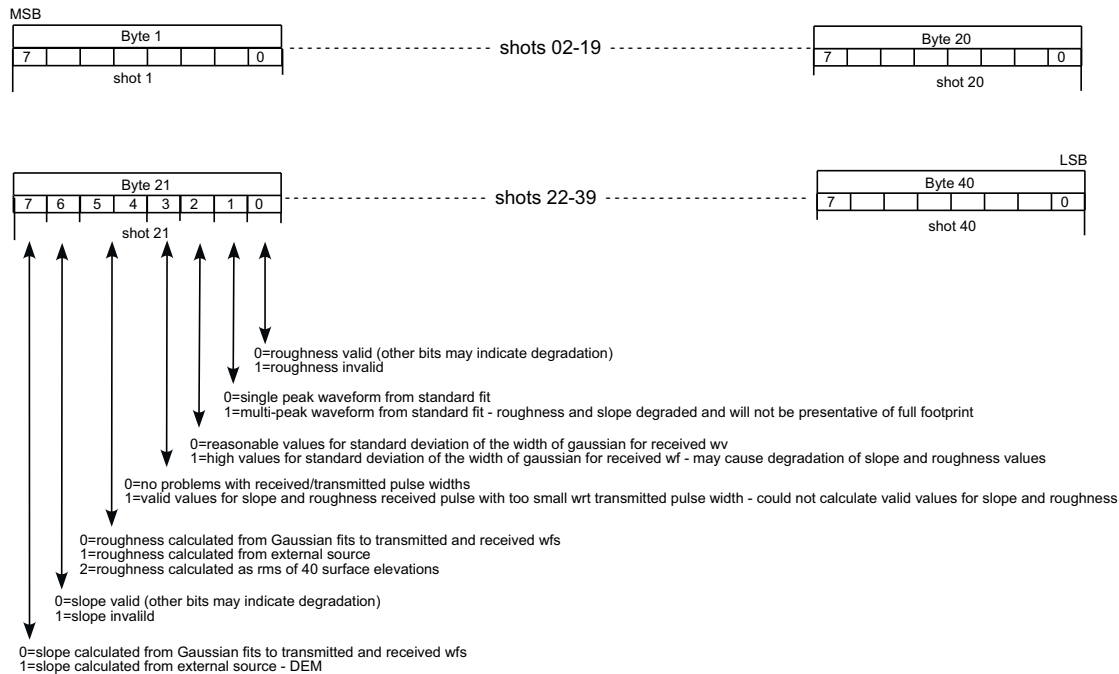 MSB
Byte 1
shots 02-19
Byte 20
7 0
7 0
shot 1
shot 20
LSB
Byte 21
shots 22-39
Byte 40
7 6 5 4 3 2 1 0
7 0
shot 21
shot 40
0=roughness valid (other bits may indicate degradation)
1=roughness invalid
0=single peak waveform from standard fit
1=multi-peak waveform from standard fit - roughness and slope degraded and will not be presentative of full footprint
0=reasonable values for standard deviation of the width of gaussian for received wv
1=high values for standard deviation of the width of gaussian for received wf - may cause degradation of slope and roughness values
0=no problems with received/transmitted pulse widths
1=valid values for slope and roughness received pulse with too small wrt transmitted pulse width - could not calculate valid values for slope and roughness
0=roughness calculated from Gaussian fits to transmitted and received wfs
1=roughness calculated from external source
2=roughness calculated as rms of 40 surface elevations
0=slope valid (other bits may indicate degradation)
1=slope invalild
0=slope calculated from Gaussian fits to transmitted and received wfs
1=slope calculated from external source - DEM